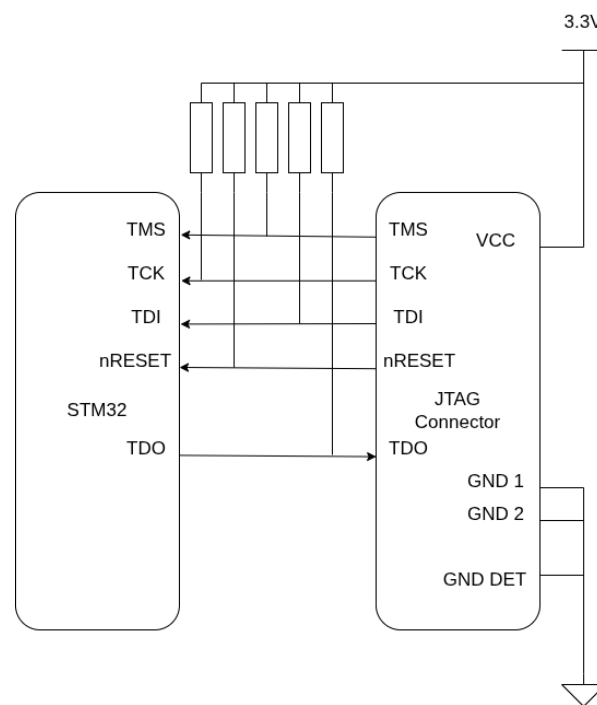 3.3V
TMS
TCK
TDI
nRESET
STM32
TDO
TMS
VCC
TCK
TDI
nRESET
JTAG
Connector
TDO
GND 1
GND 2
GND DET